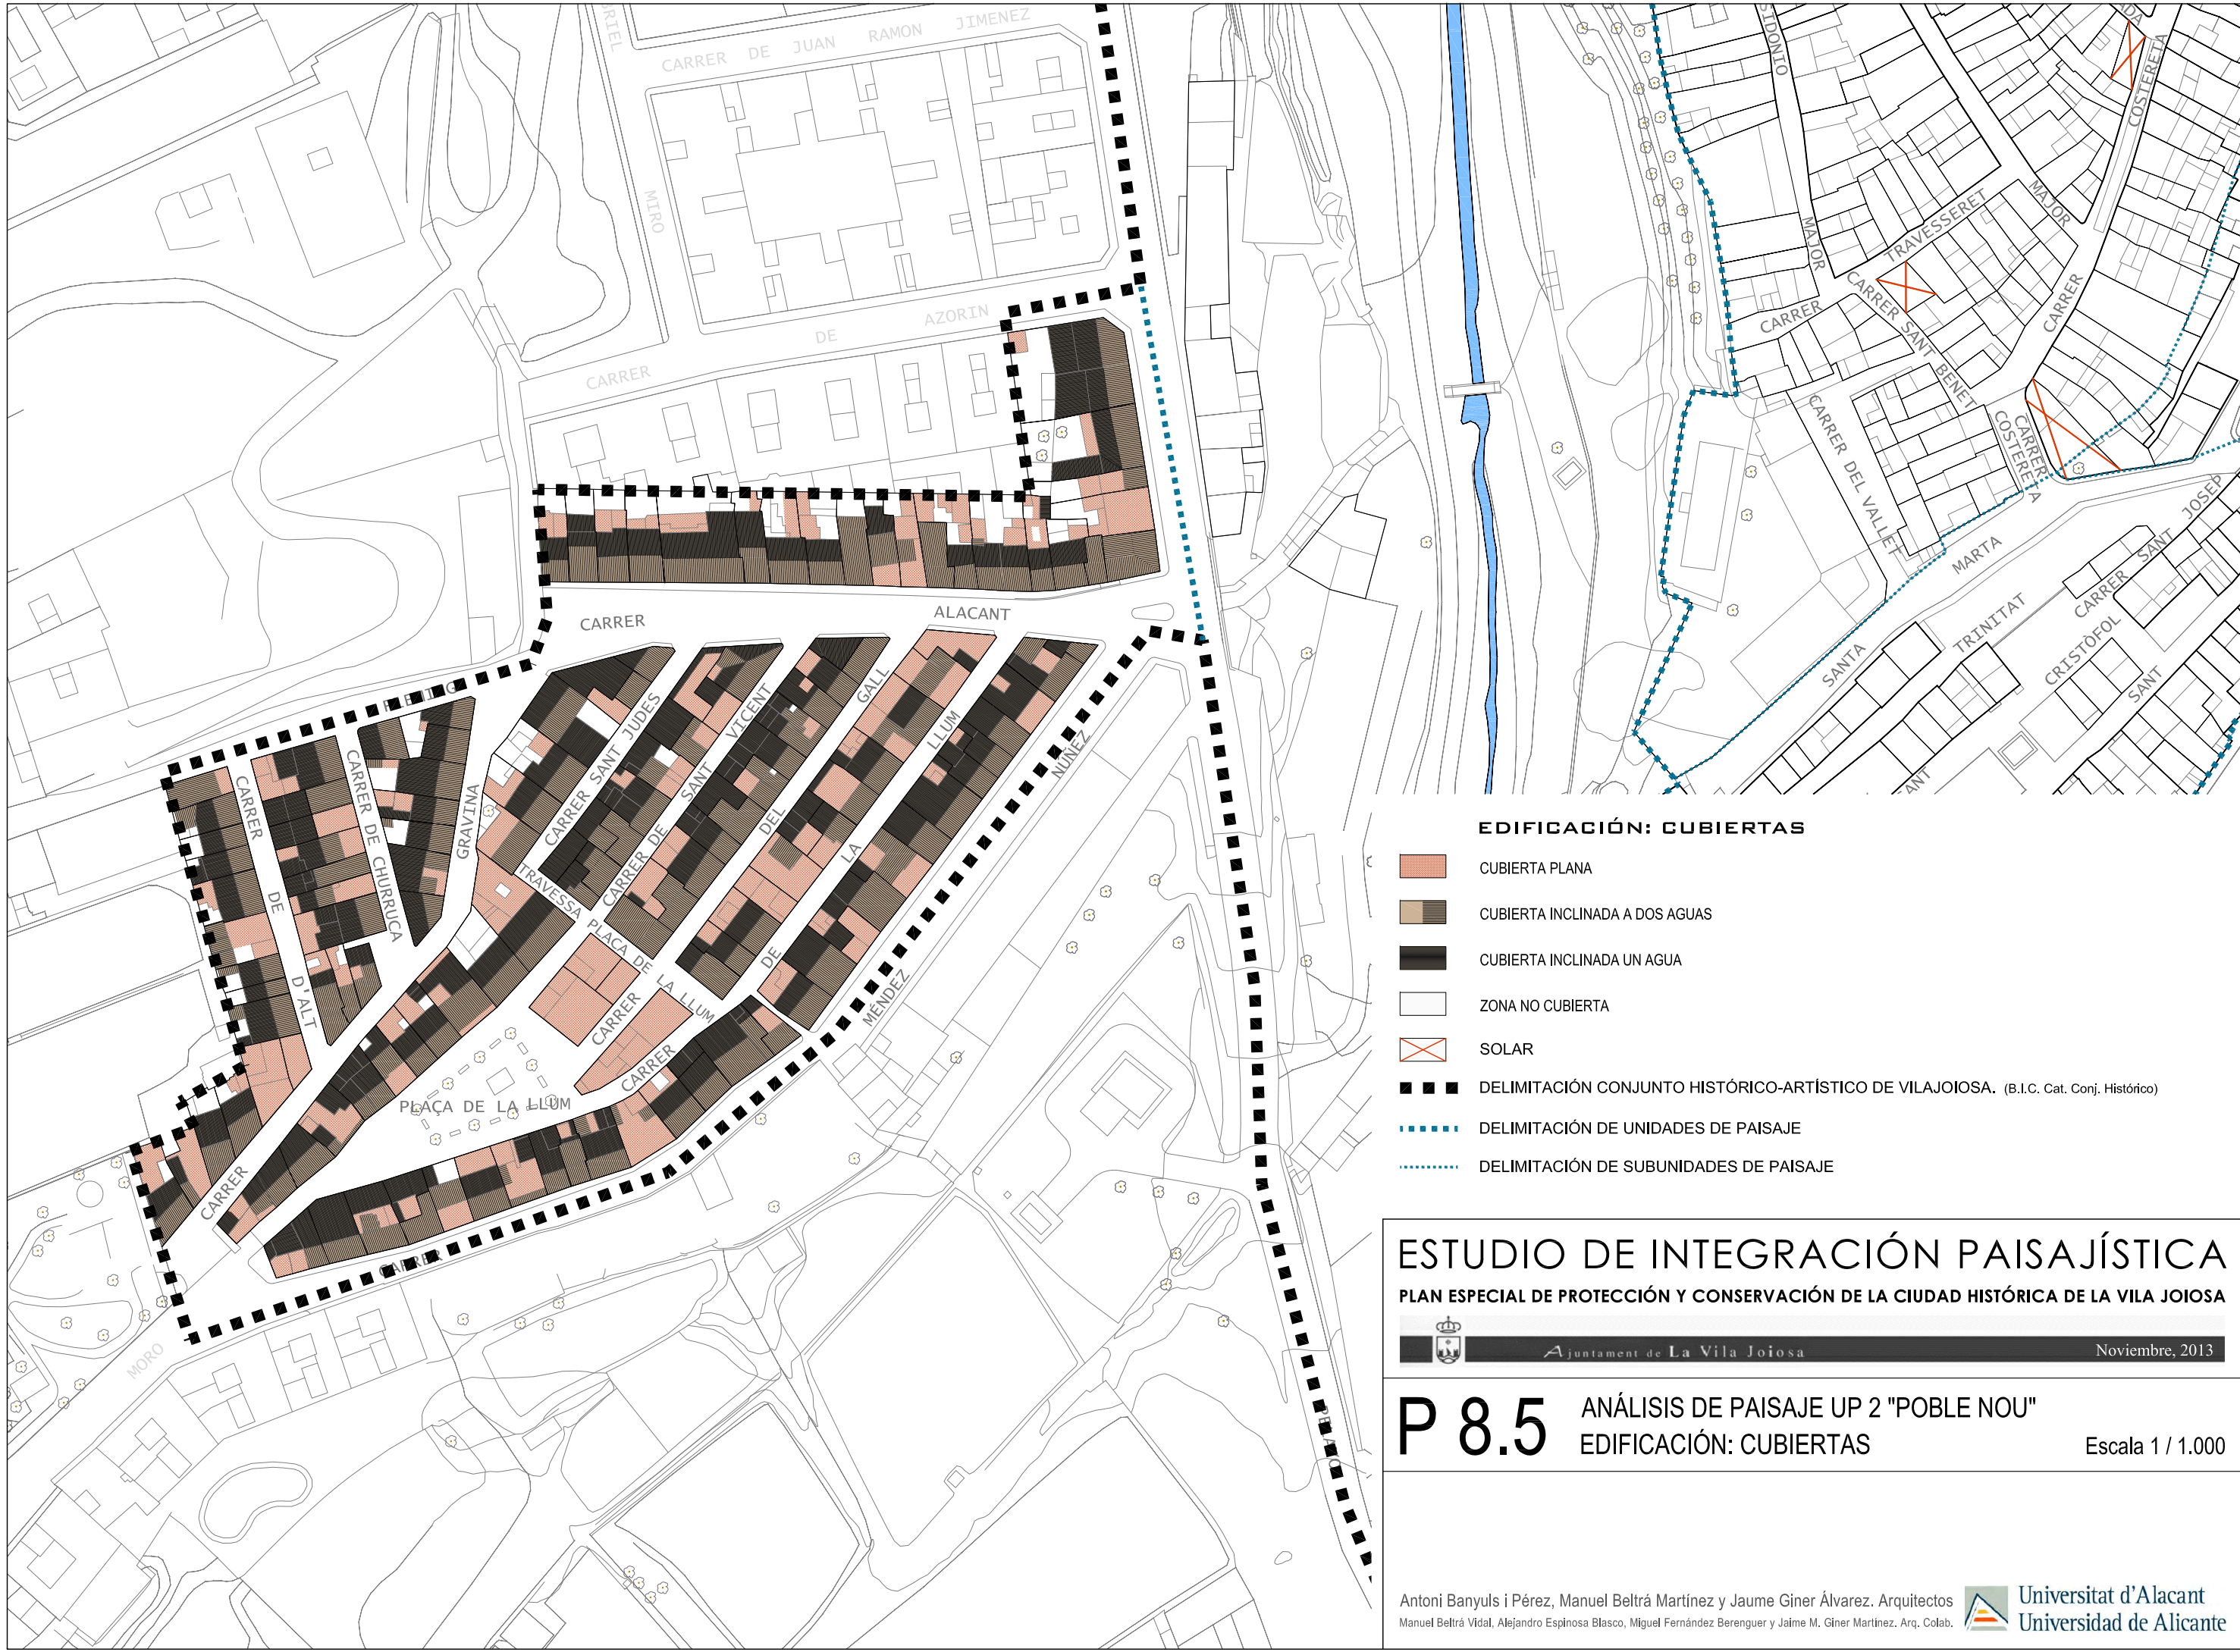 BRIEL
CARRER DE JUAN RAMON JIMENEZ
MIRO
CARRER DE AZORIN
CARRER ALACANT
CARRER SANT JUDES
CARRER DE SANT VICENT
CARRER DEL GALL
CARRER DE LA LLUM
MÉNDEZ NÚÑEZ
GRAVINA
CARRER DE CHURRUCA
CARRER DE D'ALT
TRAVESSA PLAÇA DE LA LLUM
PLAÇA DE LA LLUM
CARRER
CARRER
MORO
SIDONIO
MAJOR
ADA
COSTERETA
CARRER
MAJOR
TRAVESSERET
CARRER
CARRER SANT BENET
CARRER DEL VALLET
CARRER
COSTERETA
SANTA MARTA
TRINITAT
CARRER SANT JOSEP
CRISTÒFOL
SANT
ANT
EDIFICACIÓN: CUBIERTAS
CUBIERTA PLANA
CUBIERTA INCLINADA A DOS AGUAS
CUBIERTA INCLINADA UN AGUA
ZONA NO CUBIERTA
SOLAR
DELIMITACIÓN CONJUNTO HISTÓRICO-ARTÍSTICO DE VILAJOIOSA. (B.I.C. Cat. Conj. Histórico)
DELIMITACIÓN DE UNIDADES DE PAISAJE
DELIMITACIÓN DE SUBUNIDADES DE PAISAJE
ESTUDIO DE INTEGRACIÓN PAISAJÍSTICA
PLAN ESPECIAL DE PROTECCIÓN Y CONSERVACIÓN DE LA CIUDAD HISTÓRICA DE LA VILA JOIOSA
Ajuntament de La Vila Joiosa
Noviembre, 2013
P 8.5
ANÁLISIS DE PAISAJE UP 2 "POBLE NOU"
EDIFICACIÓN: CUBIERTAS
Escala 1 / 1.000
Antoni Banyuls i Pérez, Manuel Beltrá Martínez y Jaume Giner Álvarez. Arquitectos
Manuel Beltrá Vidal, Alejandro Espinosa Blasco, Miguel Fernández Berenguer y Jaime M. Giner Martínez. Arq. Colab.
Universitat d'Alacant
Universidad de Alicante